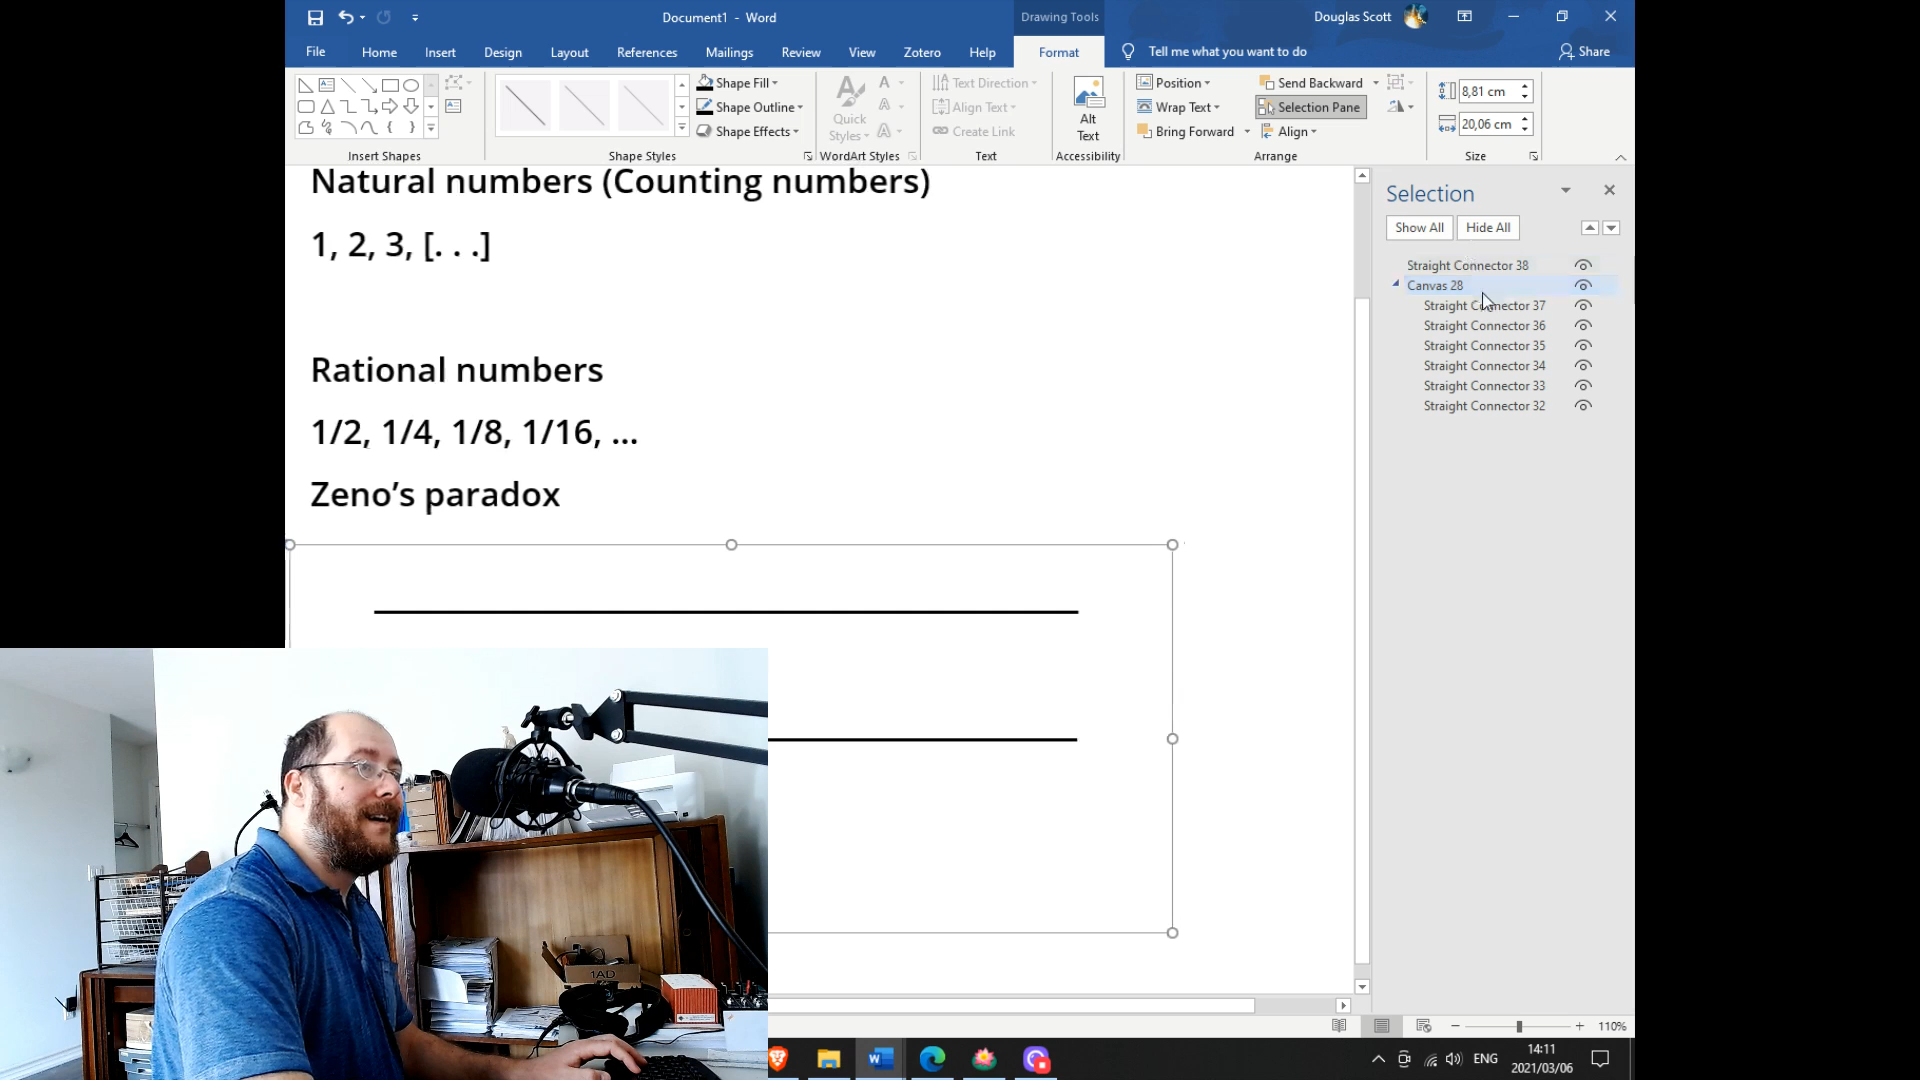 Document1 - Word
Drawing Tools
Douglas Scott
File Home Insert Design Layout References Mailings Review View Zotero Help Format Tell me what you want to do Share
Shape Fill
Shape Outline
Shape Effects
Quick
Styles
Text Direction
Align Text
Create Link
Alt
Text
Position
Wrap Text
Bring Forward
Send Backward
Selection Pane
Align
8,81 cm
20,06 cm
Insert Shapes Shape Styles WordArt Styles Text Accessibility Arrange Size
Natural numbers (Counting numbers)
1, 2, 3, [. . .]
Rational numbers
1/2, 1/4, 1/8, 1/16, ...
Zeno’s paradox
Selection
Show All Hide All
Straight Connector 38
Canvas 28
Straight Connector 37
Straight Connector 36
Straight Connector 35
Straight Connector 34
Straight Connector 33
Straight Connector 32
1AD
110%
ENG
14:11
2021/03/06